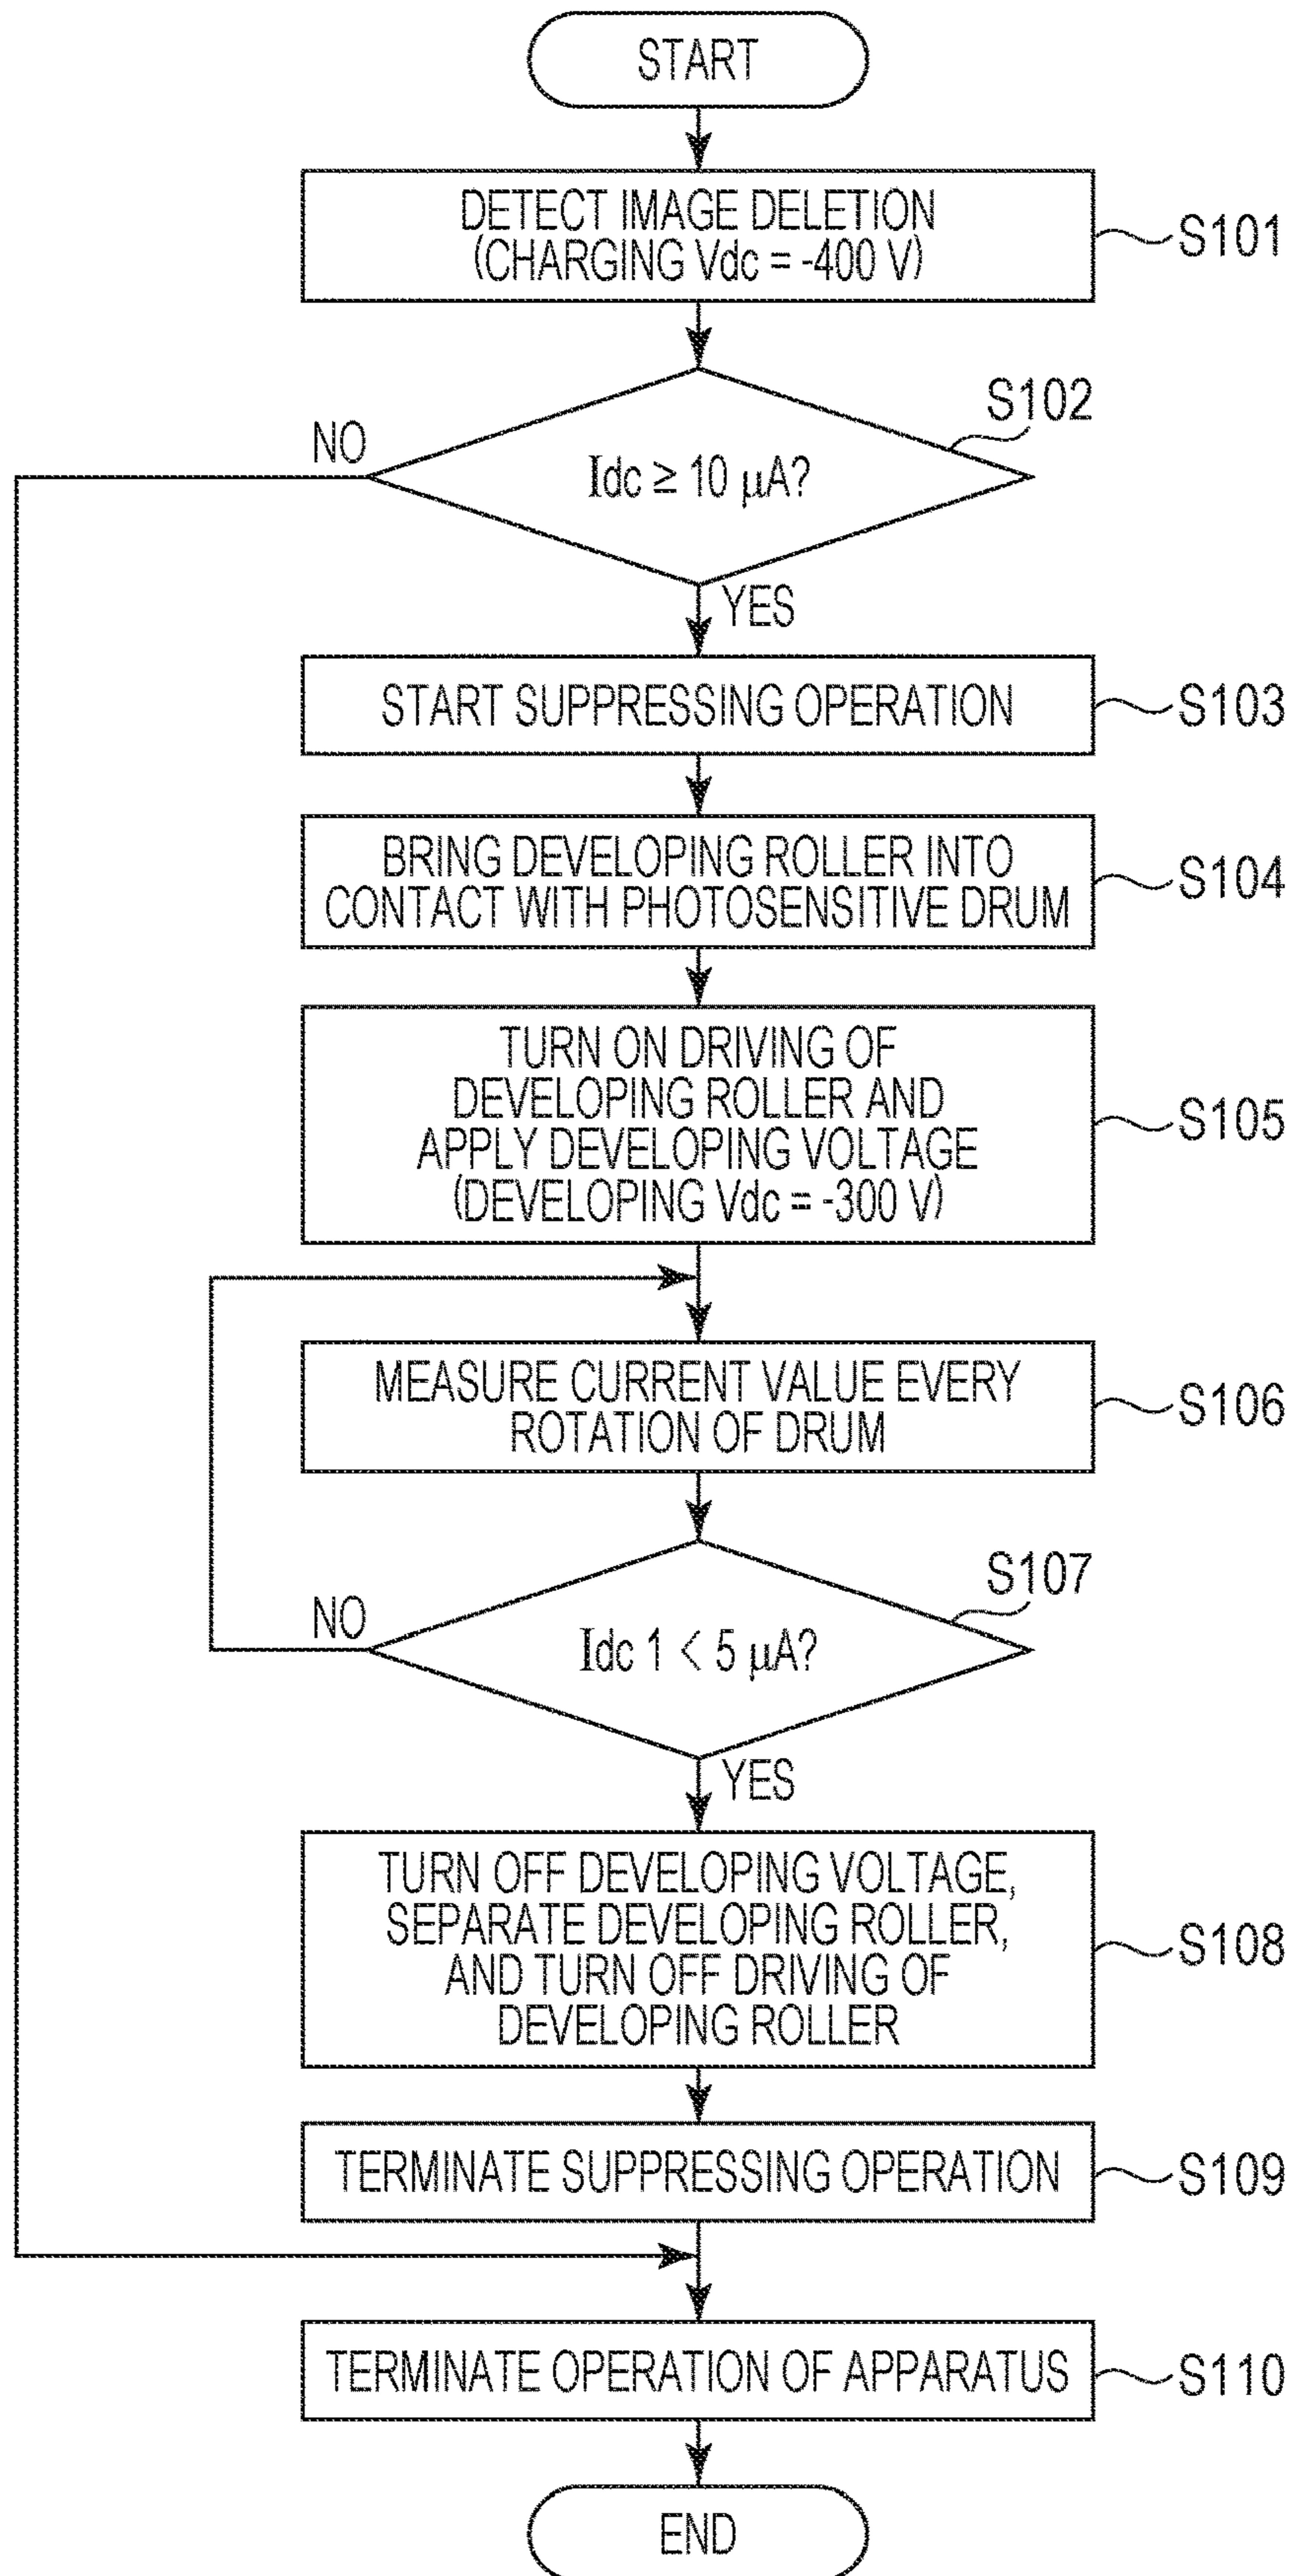 START
DETECT IMAGE DELETION
(CHARGING Vdc = -400 V)
S101
S102
NO
Idc ≥ 10 μA?
YES
START SUPPRESSING OPERATION
S103
BRING DEVELOPING ROLLER INTO
CONTACT WITH PHOTOSENSITIVE DRUM
S104
TURN ON DRIVING OF
DEVELOPING ROLLER AND
APPLY DEVELOPING VOLTAGE
(DEVELOPING Vdc = -300 V)
S105
MEASURE CURRENT VALUE EVERY
ROTATION OF DRUM
S106
S107
NO
Idc 1 < 5 μA?
YES
TURN OFF DEVELOPING VOLTAGE,
SEPARATE DEVELOPING ROLLER,
AND TURN OFF DRIVING OF
DEVELOPING ROLLER
S108
TERMINATE SUPPRESSING OPERATION
S109
TERMINATE OPERATION OF APPARATUS
S110
END